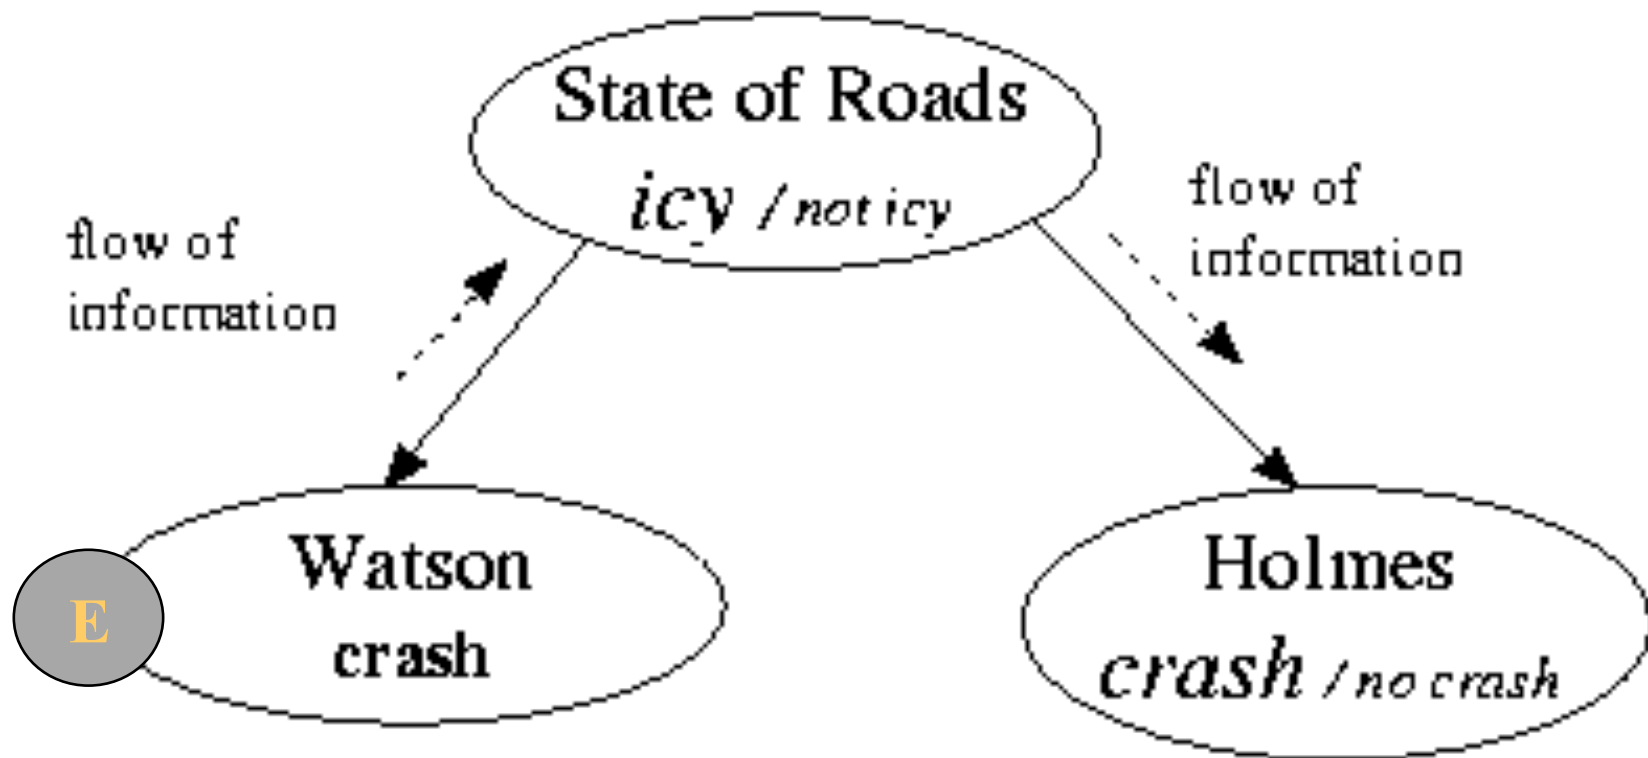 State of Roads
icy / not icy
flow of
information
flow of
information
Watson
crash
E
Holmes
crash / no crash